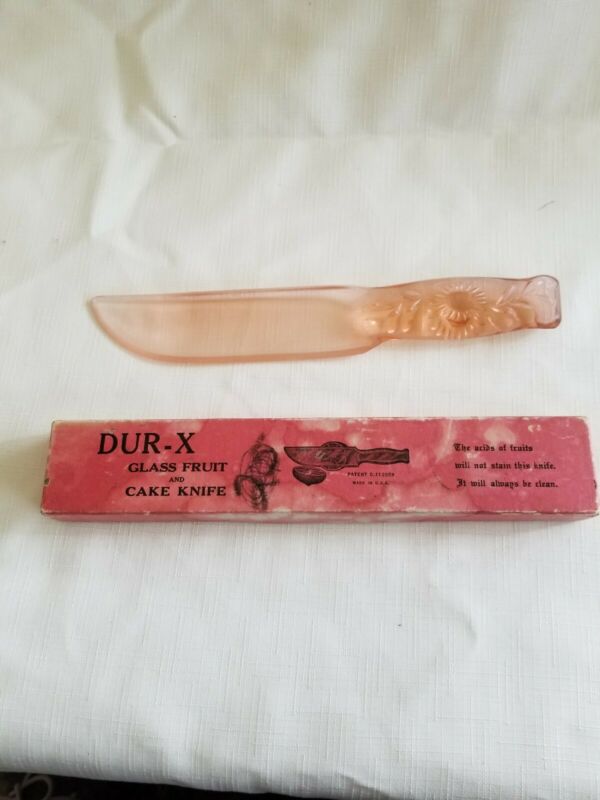 DUR-X
GLASS FRUIT
AND
CAKE KNIFE
PATENT
MADE IN U.S.A.
The acids of fruits
will not stain this knife.
It will always be clean.